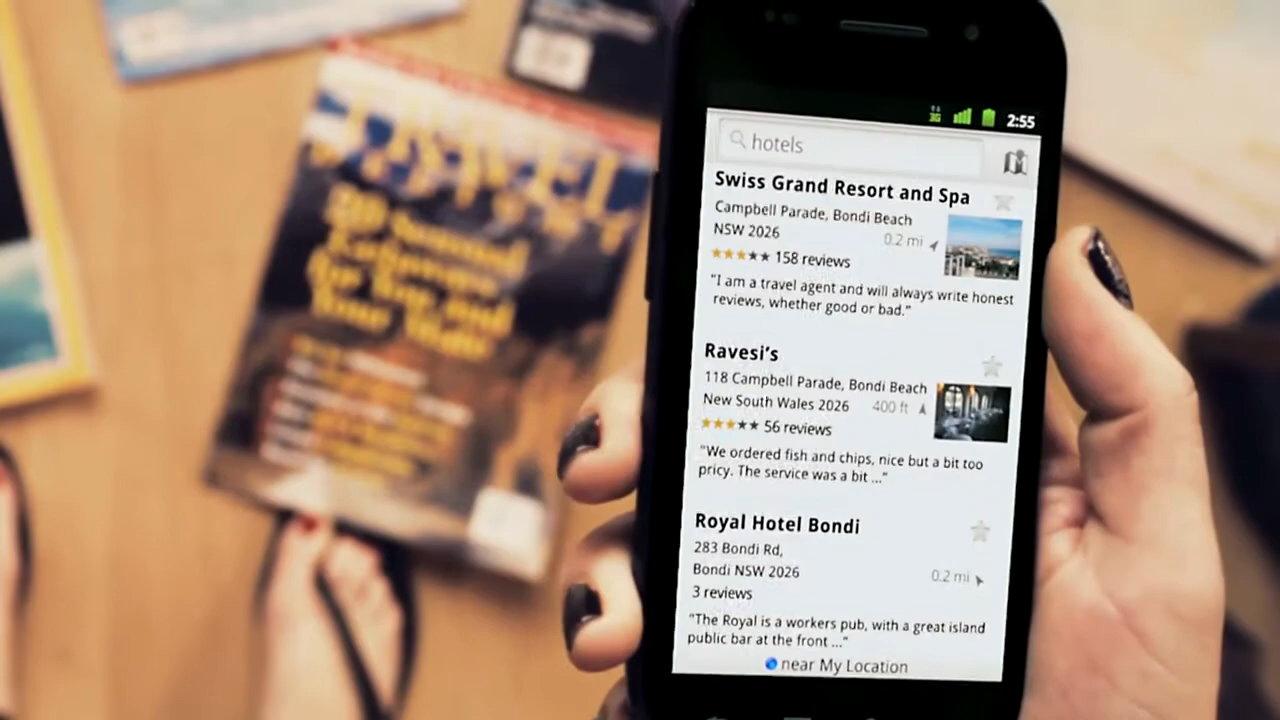 2:55
hotels
Swiss Grand Resort and Spa
Campbell Parade, Bondi Beach
NSW 2026
0.2 mi
158 reviews
"I am a travel agent and will always write honest
reviews, whether good or bad."
Ravesi's
118 Campbell Parade, Bondi Beach
New South Wales 2026
400 ft
56 reviews
"We ordered fish and chips, nice but a bit too
pricy. The service was a bit ..."
Royal Hotel Bondi
283 Bondi Rd,
Bondi NSW 2026
0.2 mi
3 reviews
"The Royal is a workers pub, with a great island
public bar at the front ..."
near My Location
TRAVEL